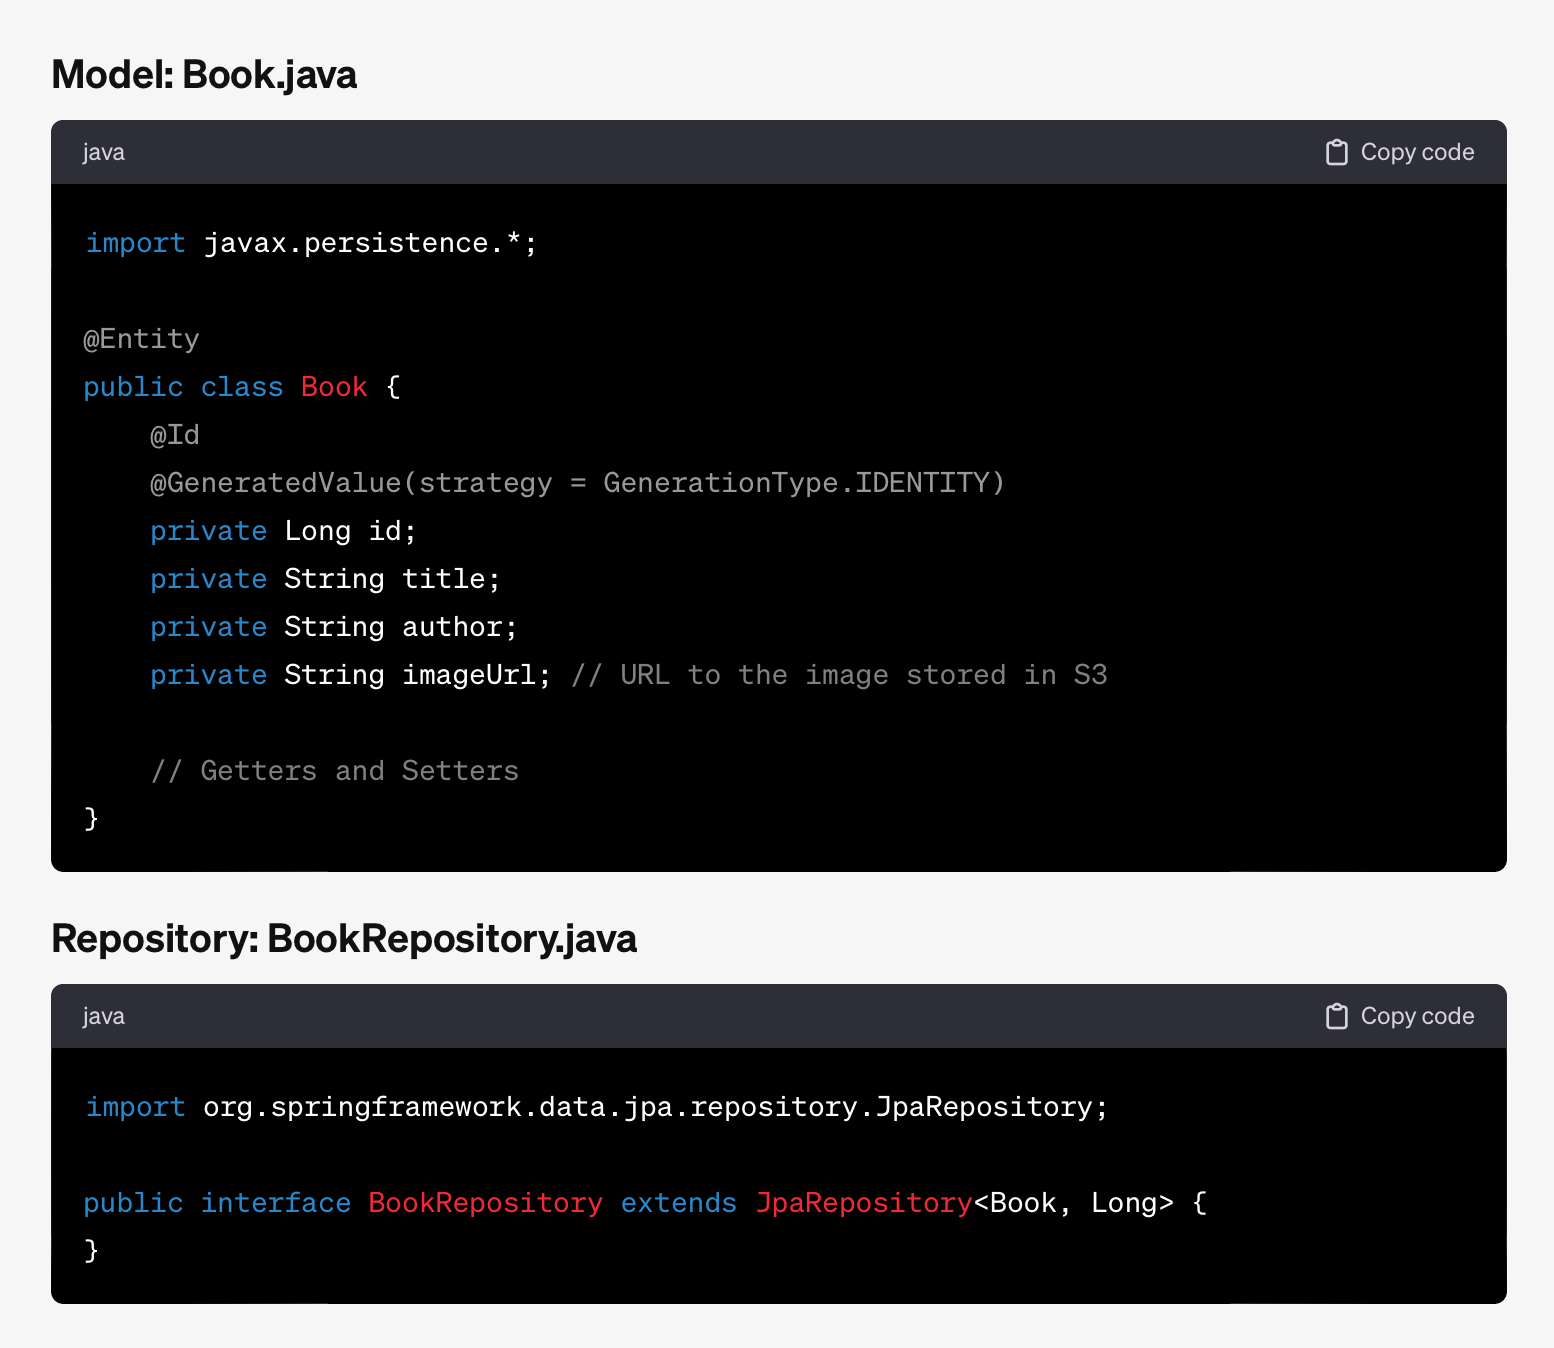 Model: Book.java
java
Copy code
import javax.persistence.*;
@Entity
public class Book {
@Id
@GeneratedValue(strategy = GenerationType.IDENTITY)
private Long id;
private String title;
private String author;
private String imageUrl; // URL to the image stored in S3
// Getters and Setters
}
Repository: BookRepository.java
java
Copy code
import org.springframework.data.jpa.repository.JpaRepository;
public interface BookRepository extends JpaRepository<Book, Long> {
}